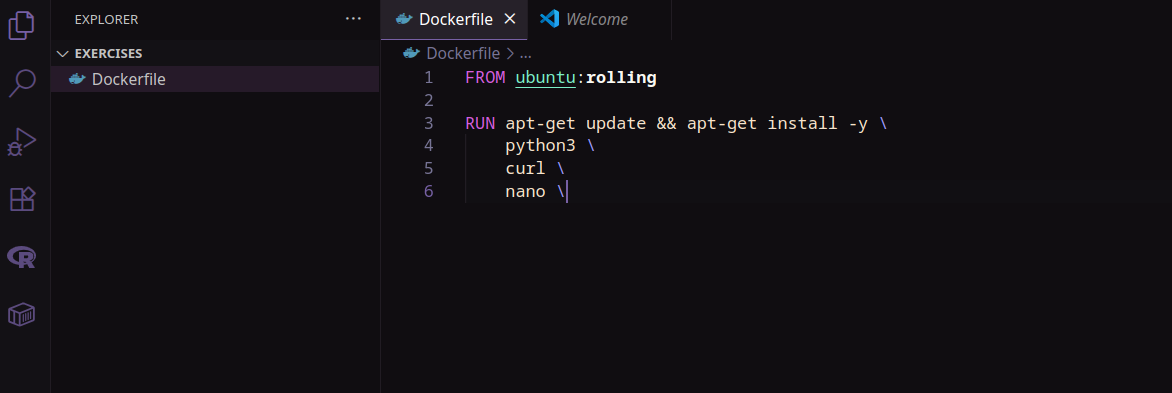 EXPLORER ...
EXERCISES
Dockerfile
Dockerfile × Welcome
Dockerfile > ...
1 FROM ubuntu:rolling
2
3 RUN apt-get update && apt-get install -y \
4 python3 \
5 curl \
6 nano \
R